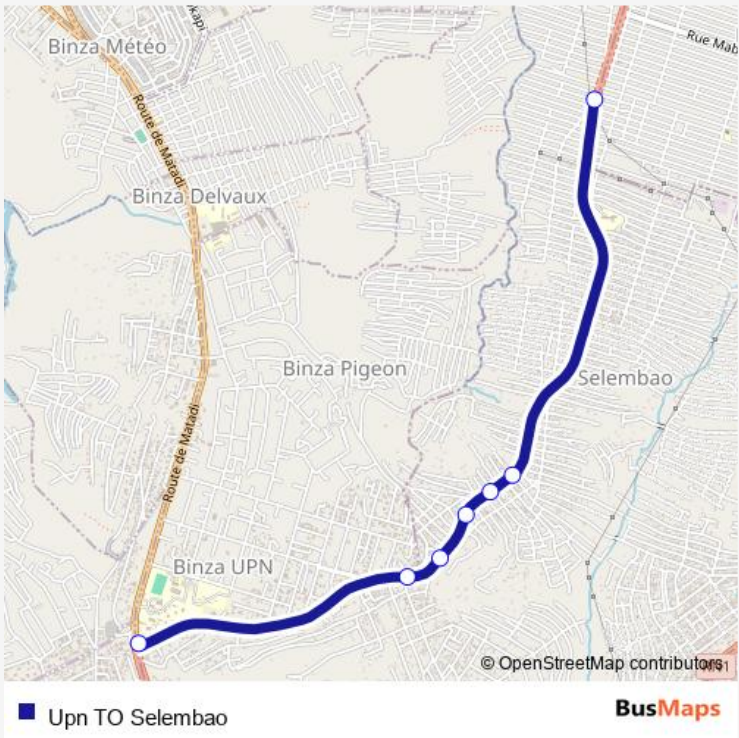 kapi
Binza Météo
Rue Mab
Route de Matadi
Binza Delvaux
Binza Pigeon
Selembao
Route de Matadi
Binza UPN
© OpenStreetMap contributors
Upn TO Selembao
BusMaps